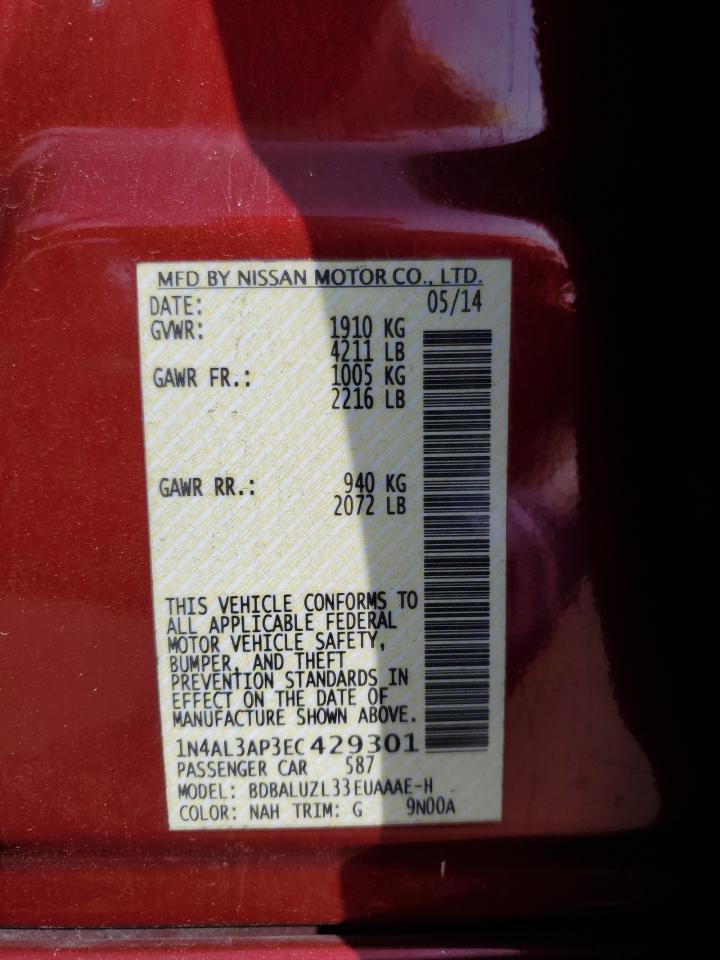 MFD BY NISSAN MOTOR CO., LTD.
DATE: 05/14
GVWR: 1910 KG
4211 LB
GAWR FR.: 1005 KG
2216 LB
GAWR RR.: 940 KG
2072 LB
THIS VEHICLE CONFORMS TO
ALL APPLICABLE FEDERAL
MOTOR VEHICLE SAFETY,
BUMPER, AND THEFT
PREVENTION STANDARDS IN
EFFECT ON THE DATE OF
MANUFACTURE SHOWN ABOVE.
1N4AL3AP3EC429301
PASSENGER CAR 587
MODEL: BDBALUZL33EUAAAE-H
COLOR: NAH TRIM: G 9N00A